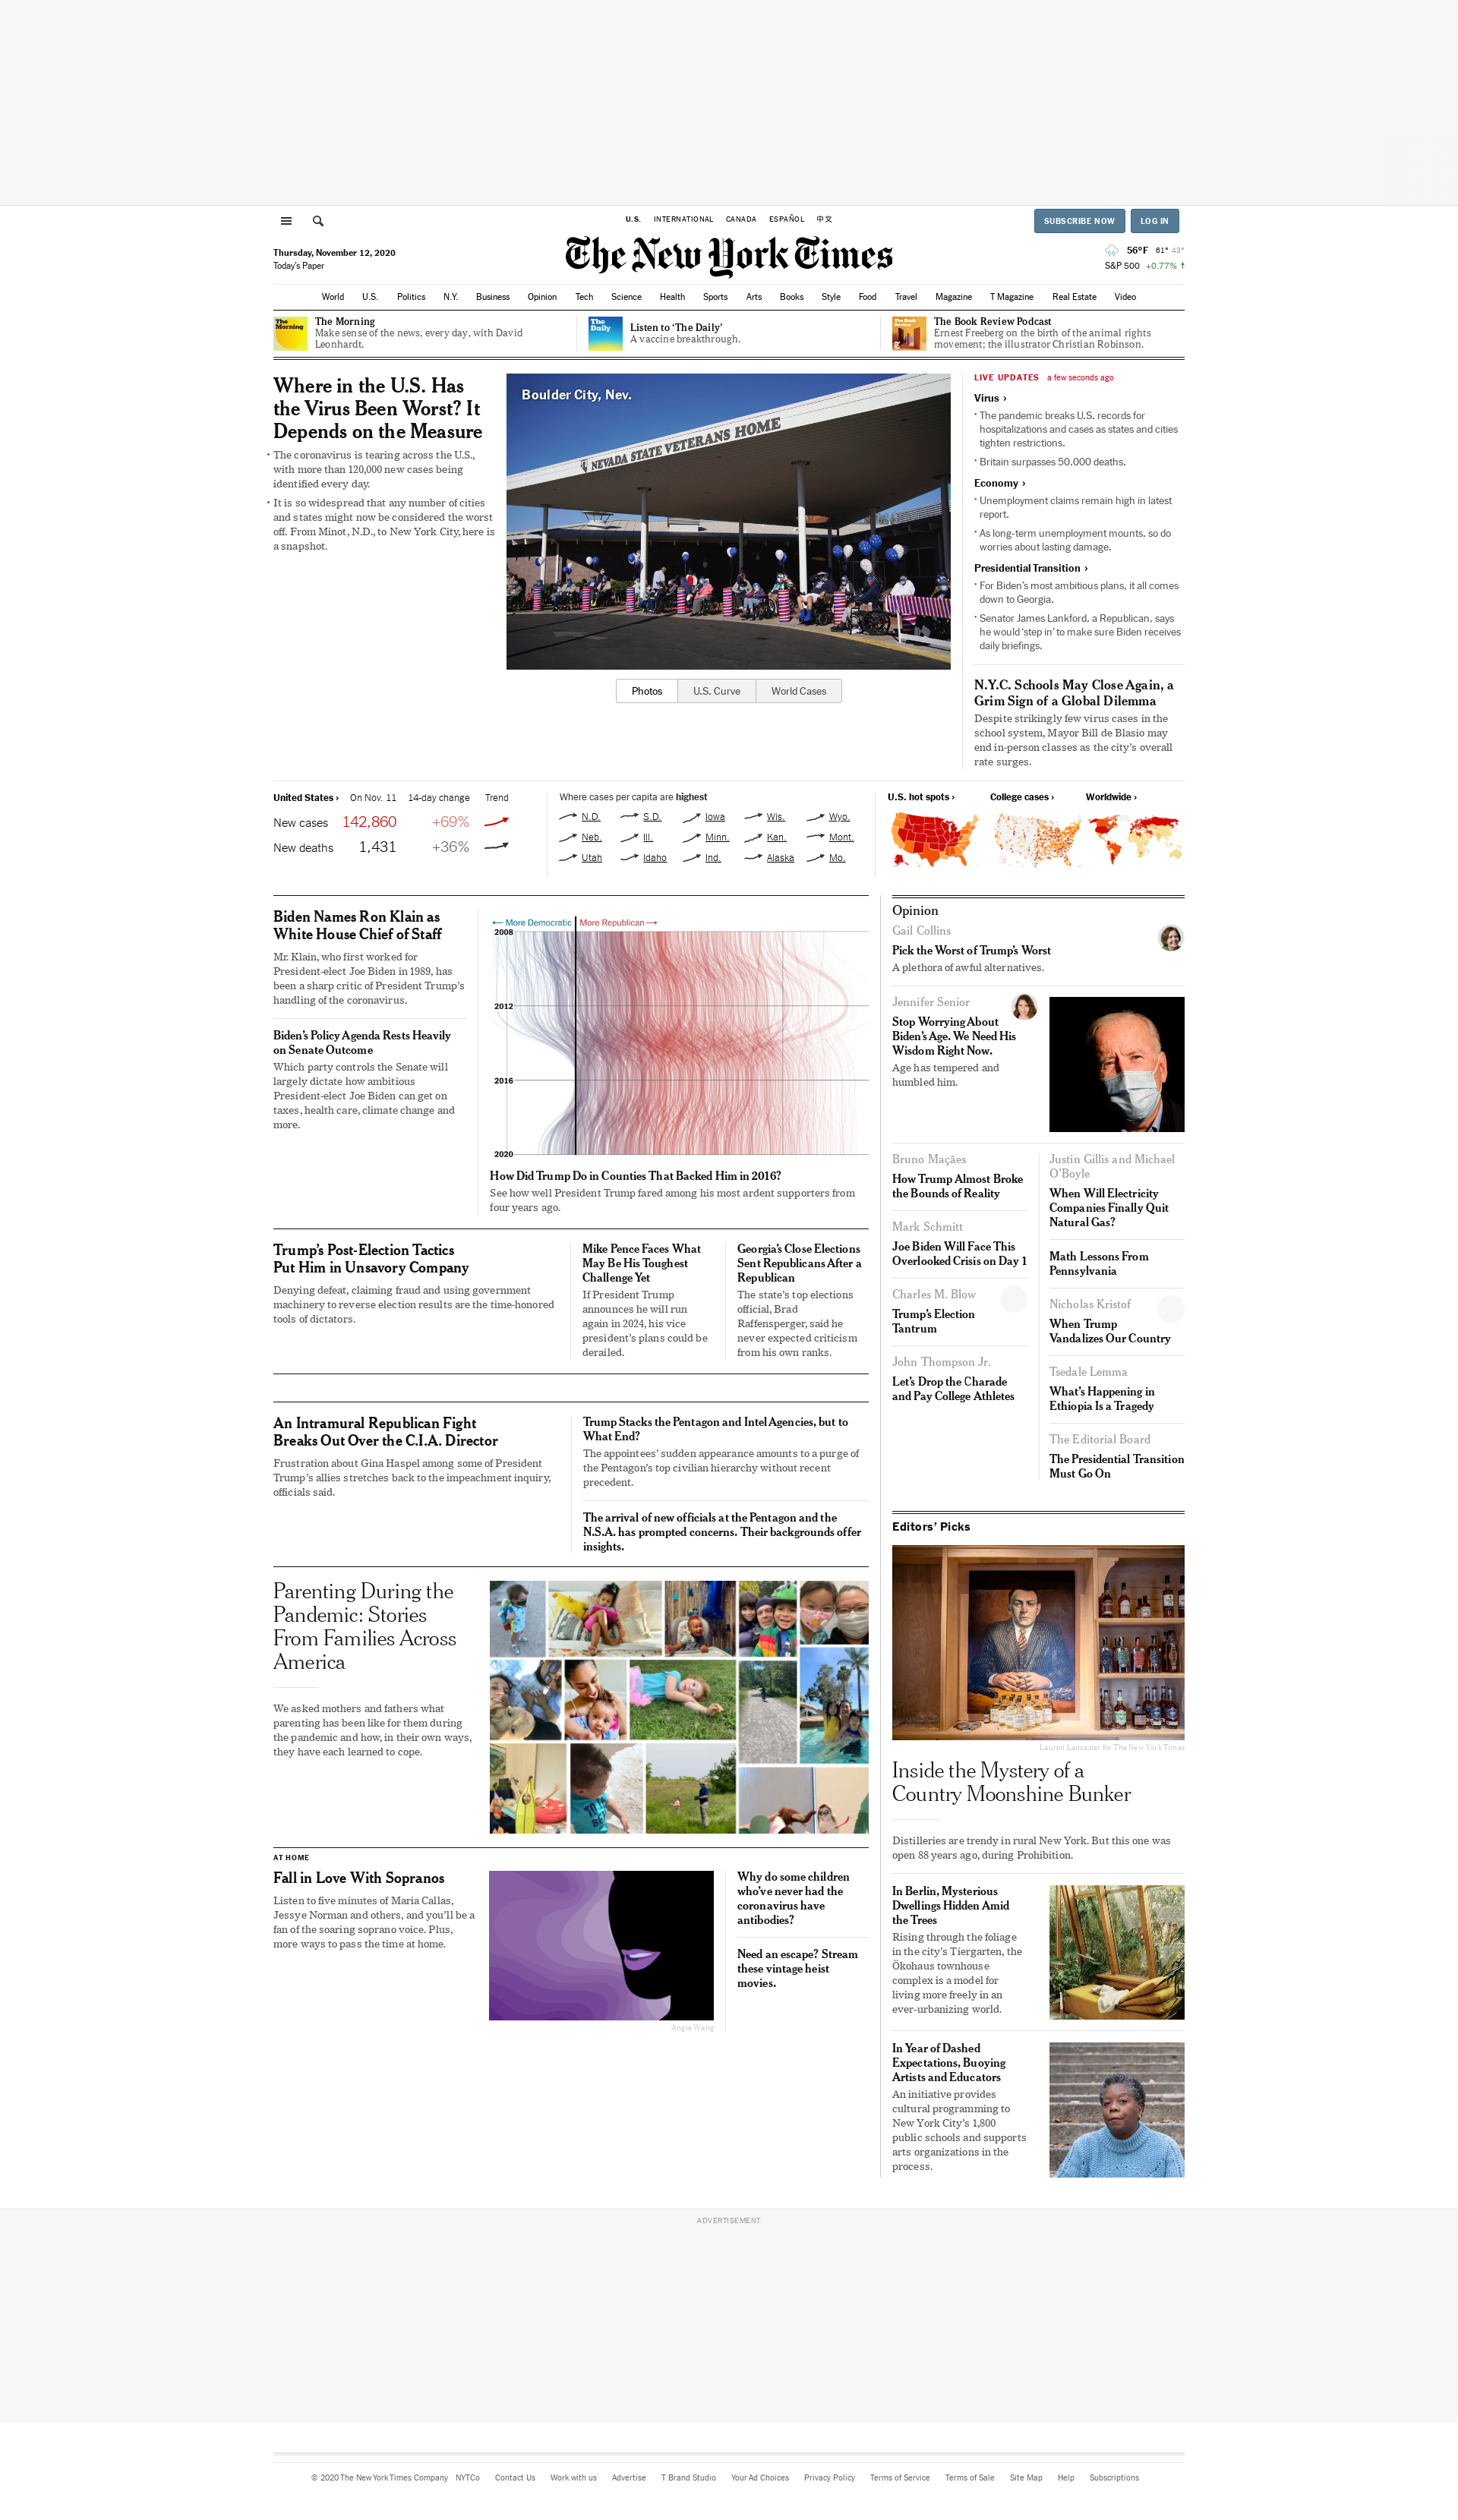 U.S. INTERNATIONAL CANADA ESPAÑOL 中文
SUBSCRIBE NOW LOG IN
Thursday, November 12, 2020
Today's Paper
The New York Times
56°F 61° 43°
S&P 500 +0.77% ↑
World U.S. Politics N.Y. Business Opinion Tech Science Health Sports Arts Books Style Food Travel Magazine T Magazine Real Estate Video
The Morning
The Morning
Make sense of the news, every day, with David
Leonhardt.
The Daily
Listen to ‘The Daily’
A vaccine breakthrough.
The Book Review
The Book Review Podcast
Ernest Freeberg on the birth of the animal rights
movement; the illustrator Christian Robinson.
Where in the U.S. Has
the Virus Been Worst? It
Depends on the Measure
• The coronavirus is tearing across the U.S.,
with more than 120,000 new cases being
identified every day.
• It is so widespread that any number of cities
and states might now be considered the worst
off. From Minot, N.D., to New York City, here is
a snapshot.
Boulder City, Nev.
NEVADA STATE VETERANS HOME
Photos U.S. Curve World Cases
LIVE UPDATES a few seconds ago
Virus ›
• The pandemic breaks U.S. records for
hospitalizations and cases as states and cities
tighten restrictions.
• Britain surpasses 50,000 deaths.
Economy ›
• Unemployment claims remain high in latest
report.
• As long-term unemployment mounts, so do
worries about lasting damage.
Presidential Transition ›
• For Biden’s most ambitious plans, it all comes
down to Georgia.
• Senator James Lankford, a Republican, says
he would ‘step in’ to make sure Biden receives
daily briefings.
N.Y.C. Schools May Close Again, a
Grim Sign of a Global Dilemma
Despite strikingly few virus cases in the
school system, Mayor Bill de Blasio may
end in-person classes as the city’s overall
rate surges.
United States › On Nov. 11 14-day change Trend
New cases 142,860 +69%
New deaths 1,431 +36%
Where cases per capita are highest
N.D. S.D. Iowa Wis. Wyo.
Neb. Ill. Minn. Kan. Mont.
Utah Idaho Ind. Alaska Mo.
U.S. hot spots › College cases › Worldwide ›
Biden Names Ron Klain as
White House Chief of Staff
Mr. Klain, who first worked for
President-elect Joe Biden in 1989, has
been a sharp critic of President Trump’s
handling of the coronavirus.
Biden’s Policy Agenda Rests Heavily
on Senate Outcome
Which party controls the Senate will
largely dictate how ambitious
President-elect Joe Biden can get on
taxes, health care, climate change and
more.
← More Democratic More Republican →
2008
2012
2016
2020
How Did Trump Do in Counties That Backed Him in 2016?
See how well President Trump fared among his most ardent supporters from
four years ago.
Trump’s Post-Election Tactics
Put Him in Unsavory Company
Denying defeat, claiming fraud and using government
machinery to reverse election results are the time-honored
tools of dictators.
Mike Pence Faces What
May Be His Toughest
Challenge Yet
If President Trump
announces he will run
again in 2024, his vice
president’s plans could be
derailed.
Georgia’s Close Elections
Sent Republicans After a
Republican
The state’s top elections
official, Brad
Raffensperger, said he
never expected criticism
from his own ranks.
An Intramural Republican Fight
Breaks Out Over the C.I.A. Director
Frustration about Gina Haspel among some of President
Trump’s allies stretches back to the impeachment inquiry,
officials said.
Trump Stacks the Pentagon and Intel Agencies, but to
What End?
The appointees’ sudden appearance amounts to a purge of
the Pentagon’s top civilian hierarchy without recent
precedent.
The arrival of new officials at the Pentagon and the
N.S.A. has prompted concerns. Their backgrounds offer
insights.
Parenting During the
Pandemic: Stories
From Families Across
America
We asked mothers and fathers what
parenting has been like for them during
the pandemic and how, in their own ways,
they have each learned to cope.
AT HOME
Fall in Love With Sopranos
Listen to five minutes of Maria Callas,
Jessye Norman and others, and you’ll be a
fan of the soaring soprano voice. Plus,
more ways to pass the time at home.
Angie Wang
Why do some children
who’ve never had the
coronavirus have
antibodies?
Need an escape? Stream
these vintage heist
movies.
Opinion
Gail Collins
Pick the Worst of Trump’s Worst
A plethora of awful alternatives.
Jennifer Senior
Stop Worrying About
Biden’s Age. We Need His
Wisdom Right Now.
Age has tempered and
humbled him.
Bruno Maçães
How Trump Almost Broke
the Bounds of Reality
Mark Schmitt
Joe Biden Will Face This
Overlooked Crisis on Day 1
Charles M. Blow
Trump’s Election
Tantrum
John Thompson Jr.
Let’s Drop the Charade
and Pay College Athletes
Justin Gillis and Michael
O’Boyle
When Will Electricity
Companies Finally Quit
Natural Gas?
Math Lessons From
Pennsylvania
Nicholas Kristof
When Trump
Vandalizes Our Country
Tsedale Lemma
What’s Happening in
Ethiopia Is a Tragedy
The Editorial Board
The Presidential Transition
Must Go On
Editors’ Picks
Lauren Lancaster for The New York Times
Inside the Mystery of a
Country Moonshine Bunker
Distilleries are trendy in rural New York. But this one was
open 88 years ago, during Prohibition.
In Berlin, Mysterious
Dwellings Hidden Amid
the Trees
Rising through the foliage
in the city’s Tiergarten, the
Ökohaus townhouse
complex is a model for
living more freely in an
ever-urbanizing world.
In Year of Dashed
Expectations, Buoying
Artists and Educators
An initiative provides
cultural programming to
New York City’s 1,800
public schools and supports
arts organizations in the
process.
ADVERTISEMENT
© 2020 The New York Times Company NYTCo Contact Us Work with us Advertise T Brand Studio Your Ad Choices Privacy Policy Terms of Service Terms of Sale Site Map Help Subscriptions